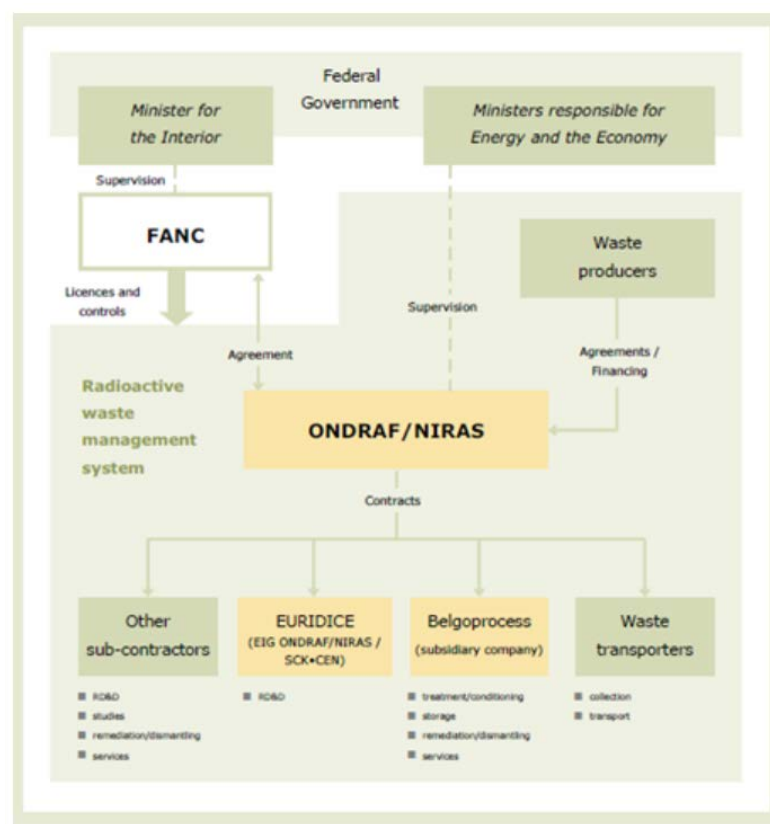 Federal
Government
Minister for
the Interior
Ministers responsible for
Energy and the Economy
Supervision
FANC
Waste
producers
Licences and
controls
Supervision
Agreement
Agreements /
Financing
Radioactive
waste
management
system
ONDRAF/NIRAS
Contracts
Other
sub-contractors
EURIDICE
(EIG ONDRAF/NIRAS /
SCK•CEN)
Belgoprocess
(subsidiary company)
Waste
transporters
■ RD&D
■ studies
■ remediation/dismantling
■ services
■ RD&D
■ treatment/conditioning
■ storage
■ remediation/dismantling
■ services
■ collection
■ transport